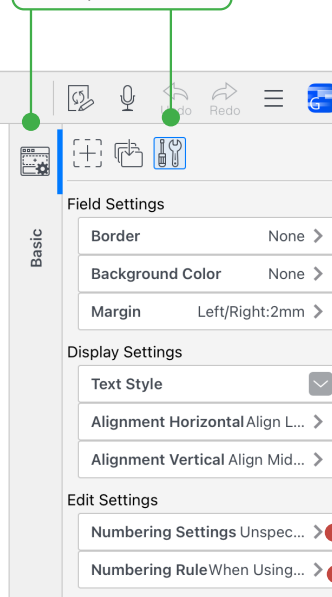 Undo
Redo
G
Basic
Field Settings
Border None
Background Color None
Margin Left/Right:2mm
Display Settings
Text Style
Alignment Horizontal Align L...
Alignment Vertical Align Mid...
Edit Settings
Numbering Settings Unspec...
Numbering Rule When Using...